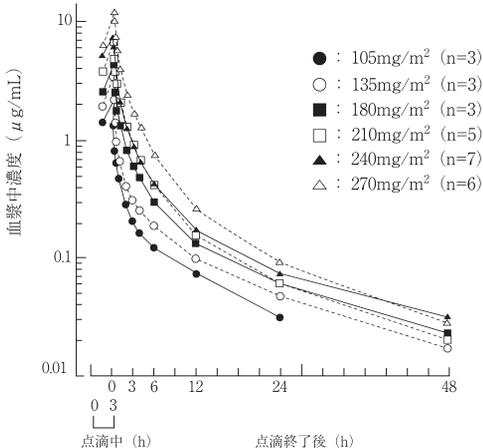 血漿中濃度（μg/mL）
10
1
0.1
0.01
●：105mg/m² (n=3)
○：135mg/m² (n=3)
■：180mg/m² (n=3)
□：210mg/m² (n=5)
▲：240mg/m² (n=7)
△：270mg/m² (n=6)
0 3 6 12 24 48
0 3
点滴中（h） 点滴終了後（h）